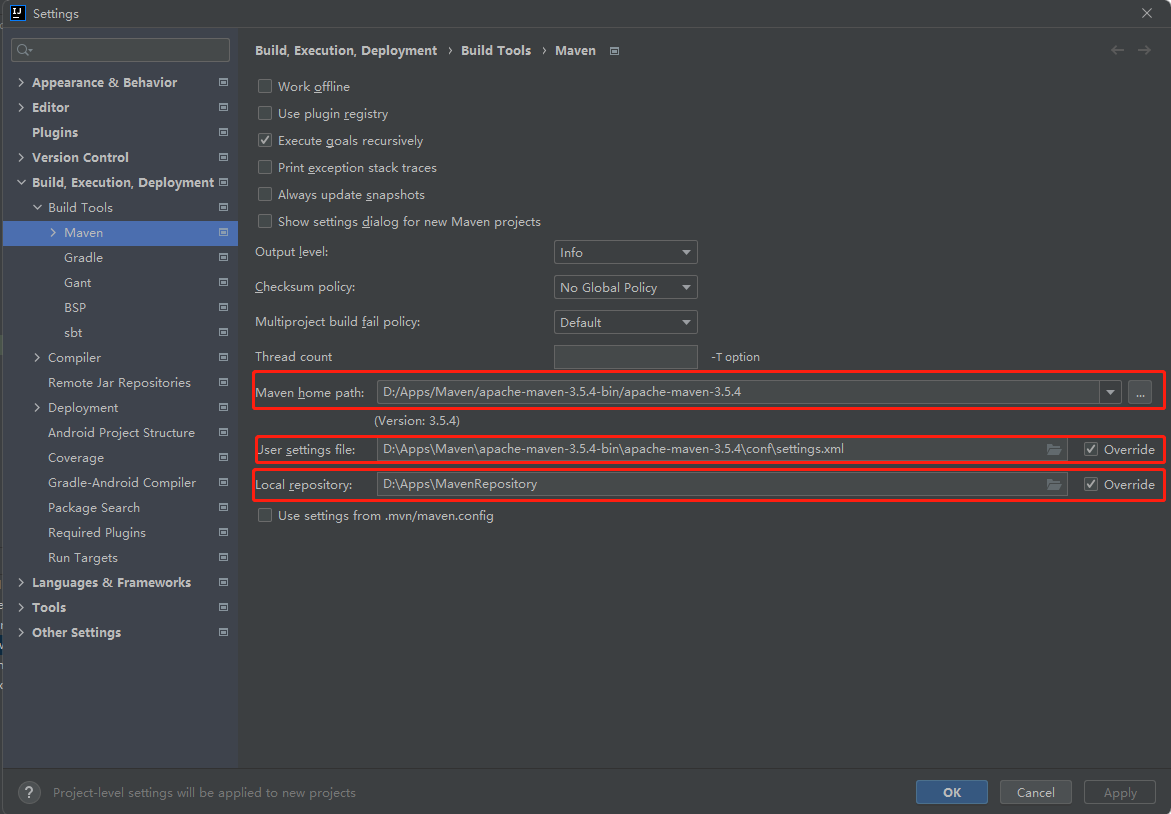 IJ Settings
Build, Execution, Deployment › Build Tools › Maven
Appearance & Behavior
Editor
Plugins
Version Control
Build, Execution, Deployment
Build Tools
Maven
Gradle
Gant
BSP
sbt
Compiler
Remote Jar Repositories
Deployment
Android Project Structure
Coverage
Gradle-Android Compiler
Package Search
Required Plugins
Run Targets
Languages & Frameworks
Tools
Other Settings
Work offline
Use plugin registry
Execute goals recursively
Print exception stack traces
Always update snapshots
Show settings dialog for new Maven projects
Output level: Info
Checksum policy: No Global Policy
Multiproject build fail policy: Default
Thread count -T option
Maven home path: D:/Apps/Maven/apache-maven-3.5.4-bin/apache-maven-3.5.4 ...
(Version: 3.5.4)
User settings file: D:\Apps\Maven\apache-maven-3.5.4-bin\apache-maven-3.5.4\conf\settings.xml Override
Local repository: D:\Apps\MavenRepository Override
Use settings from .mvn/maven.config
? Project-level settings will be applied to new projects
OK Cancel Apply